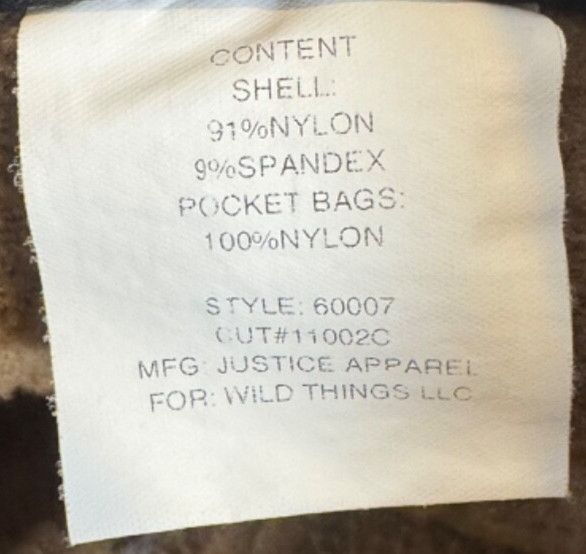 CONTENT
SHELL:
91%NYLON
9%SPANDEX
POCKET BAGS:
100%NYLON
STYLE: 60007
CUT#11002C
MFG: JUSTICE APPAREL
FOR: WILD THINGS LLC